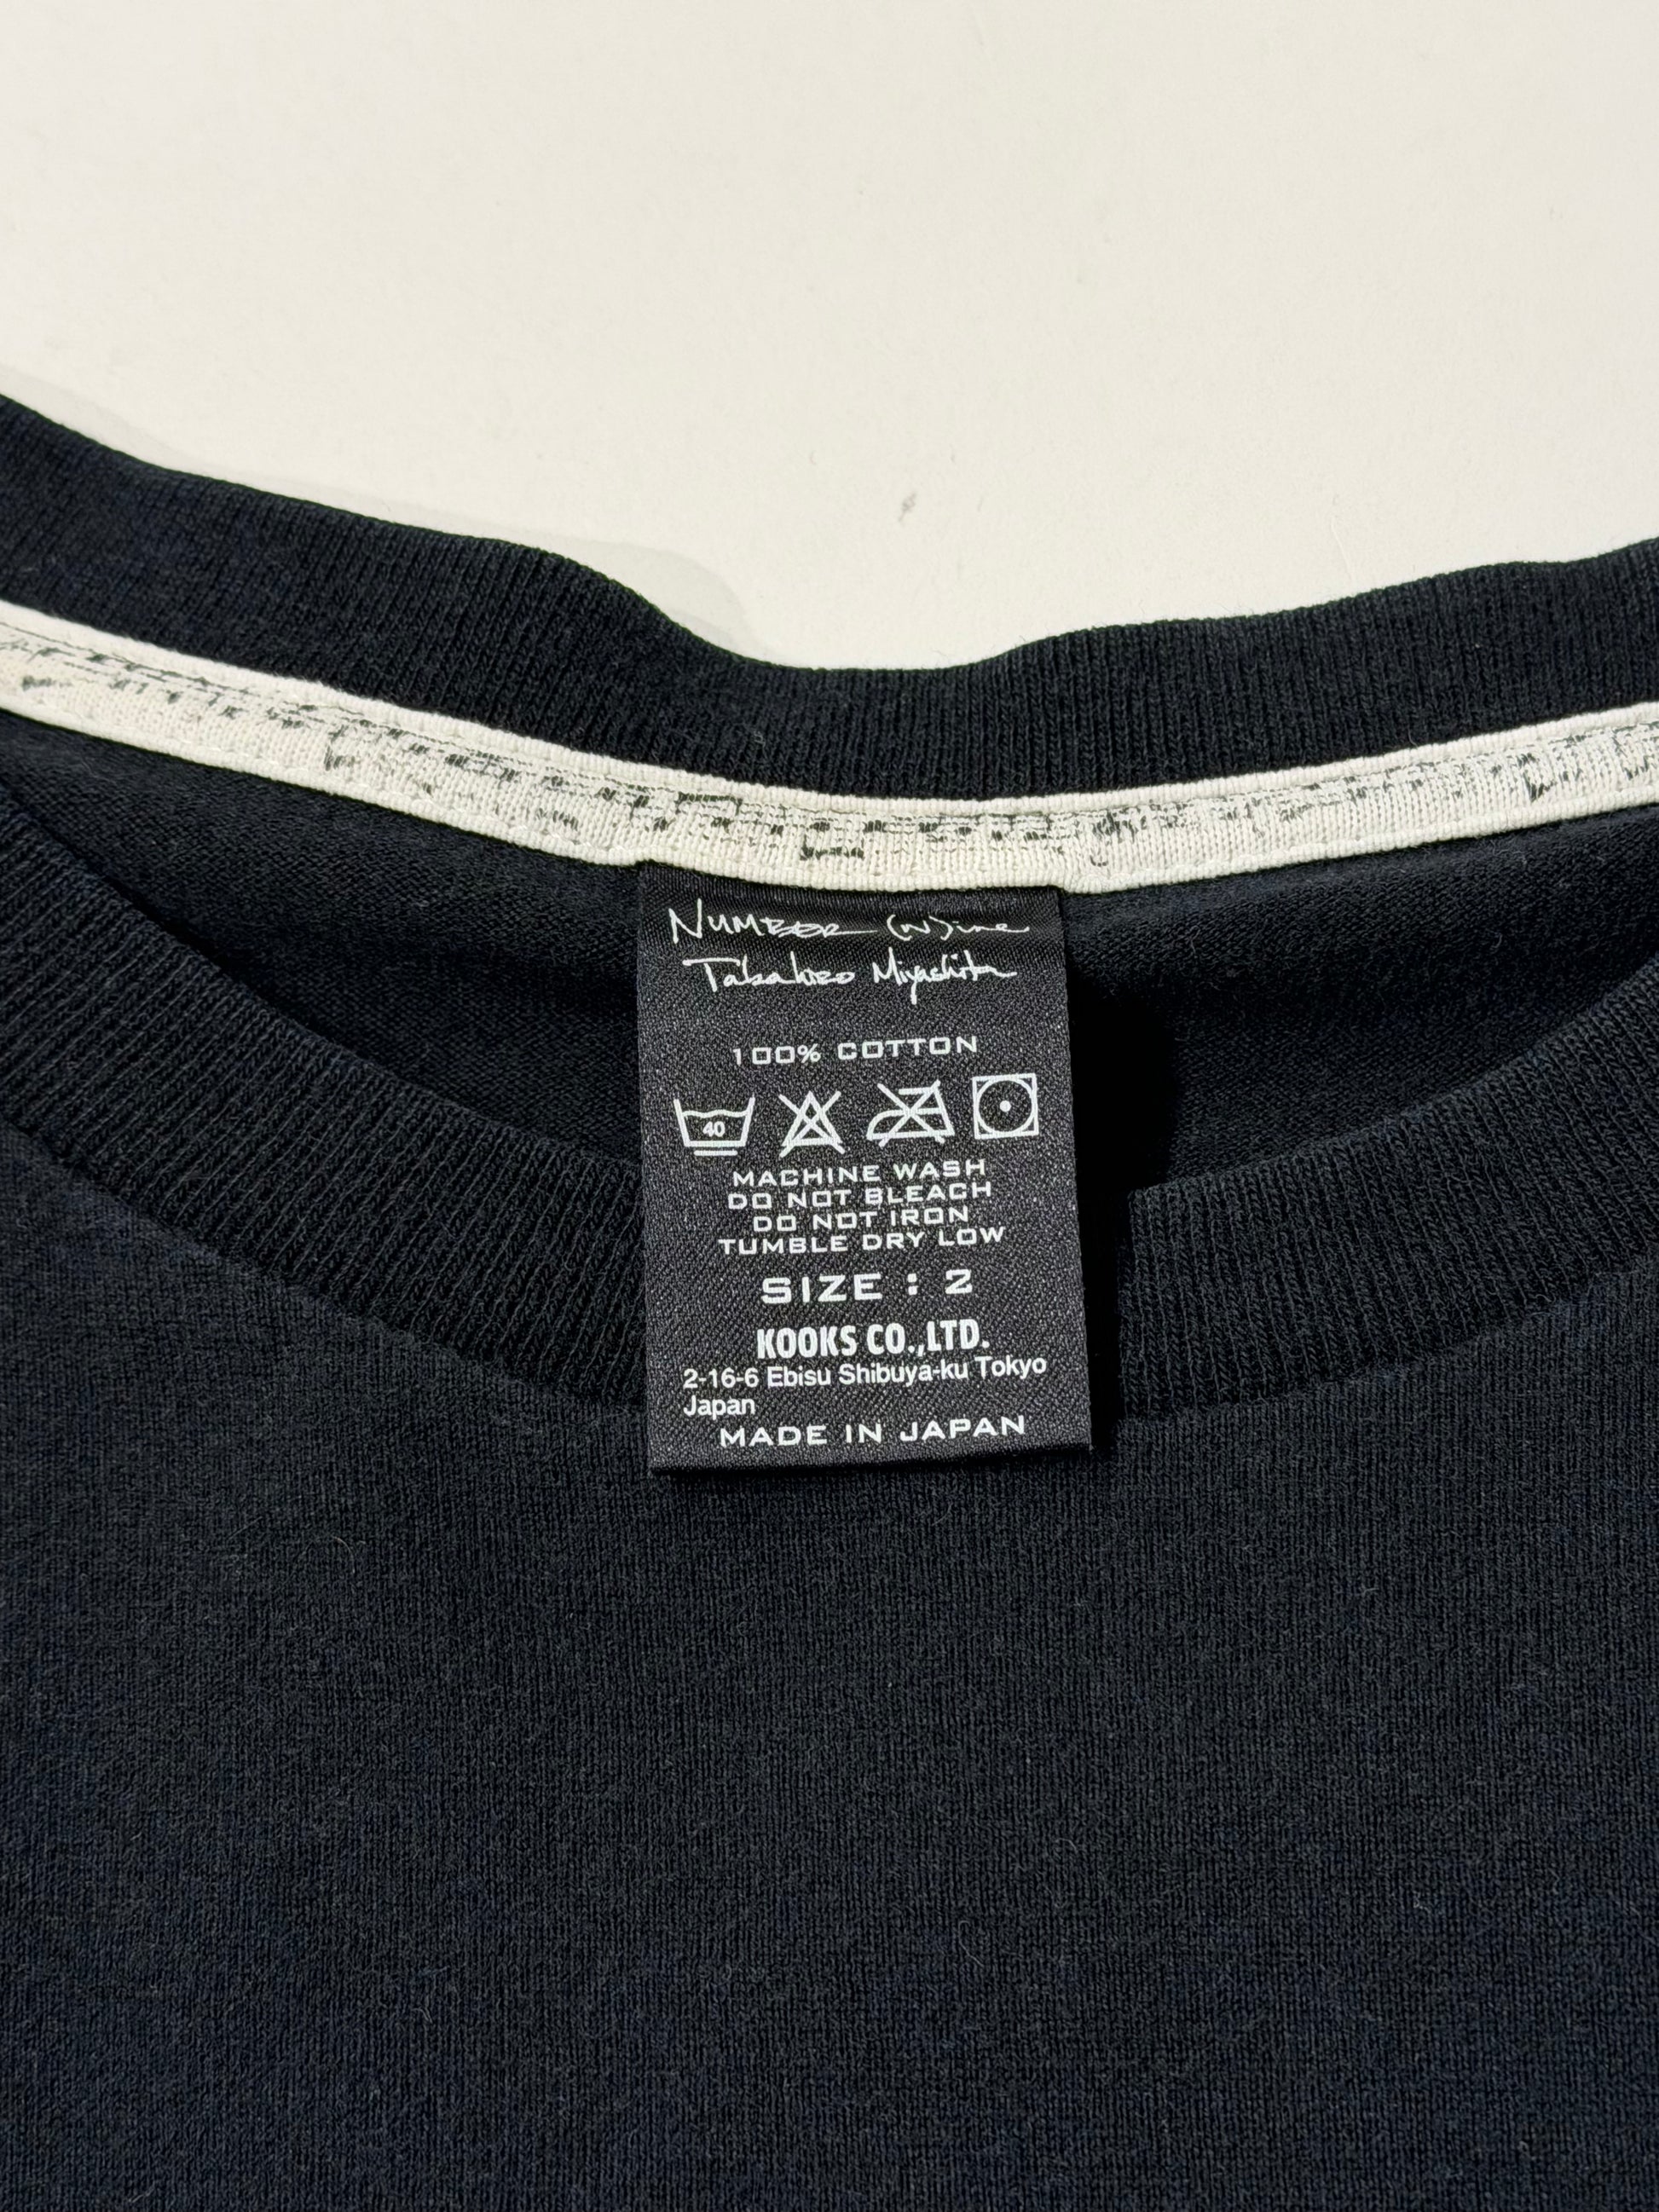 NUMBER (N)ine
Takahiro Miyashita
100% COTTON
40
MACHINE WASH
DO NOT BLEACH
DO NOT IRON
TUMBLE DRY LOW
SIZE : 2
KOOKS CO.,LTD.
2-16-6 Ebisu Shibuya-ku Tokyo
Japan
MADE IN JAPAN